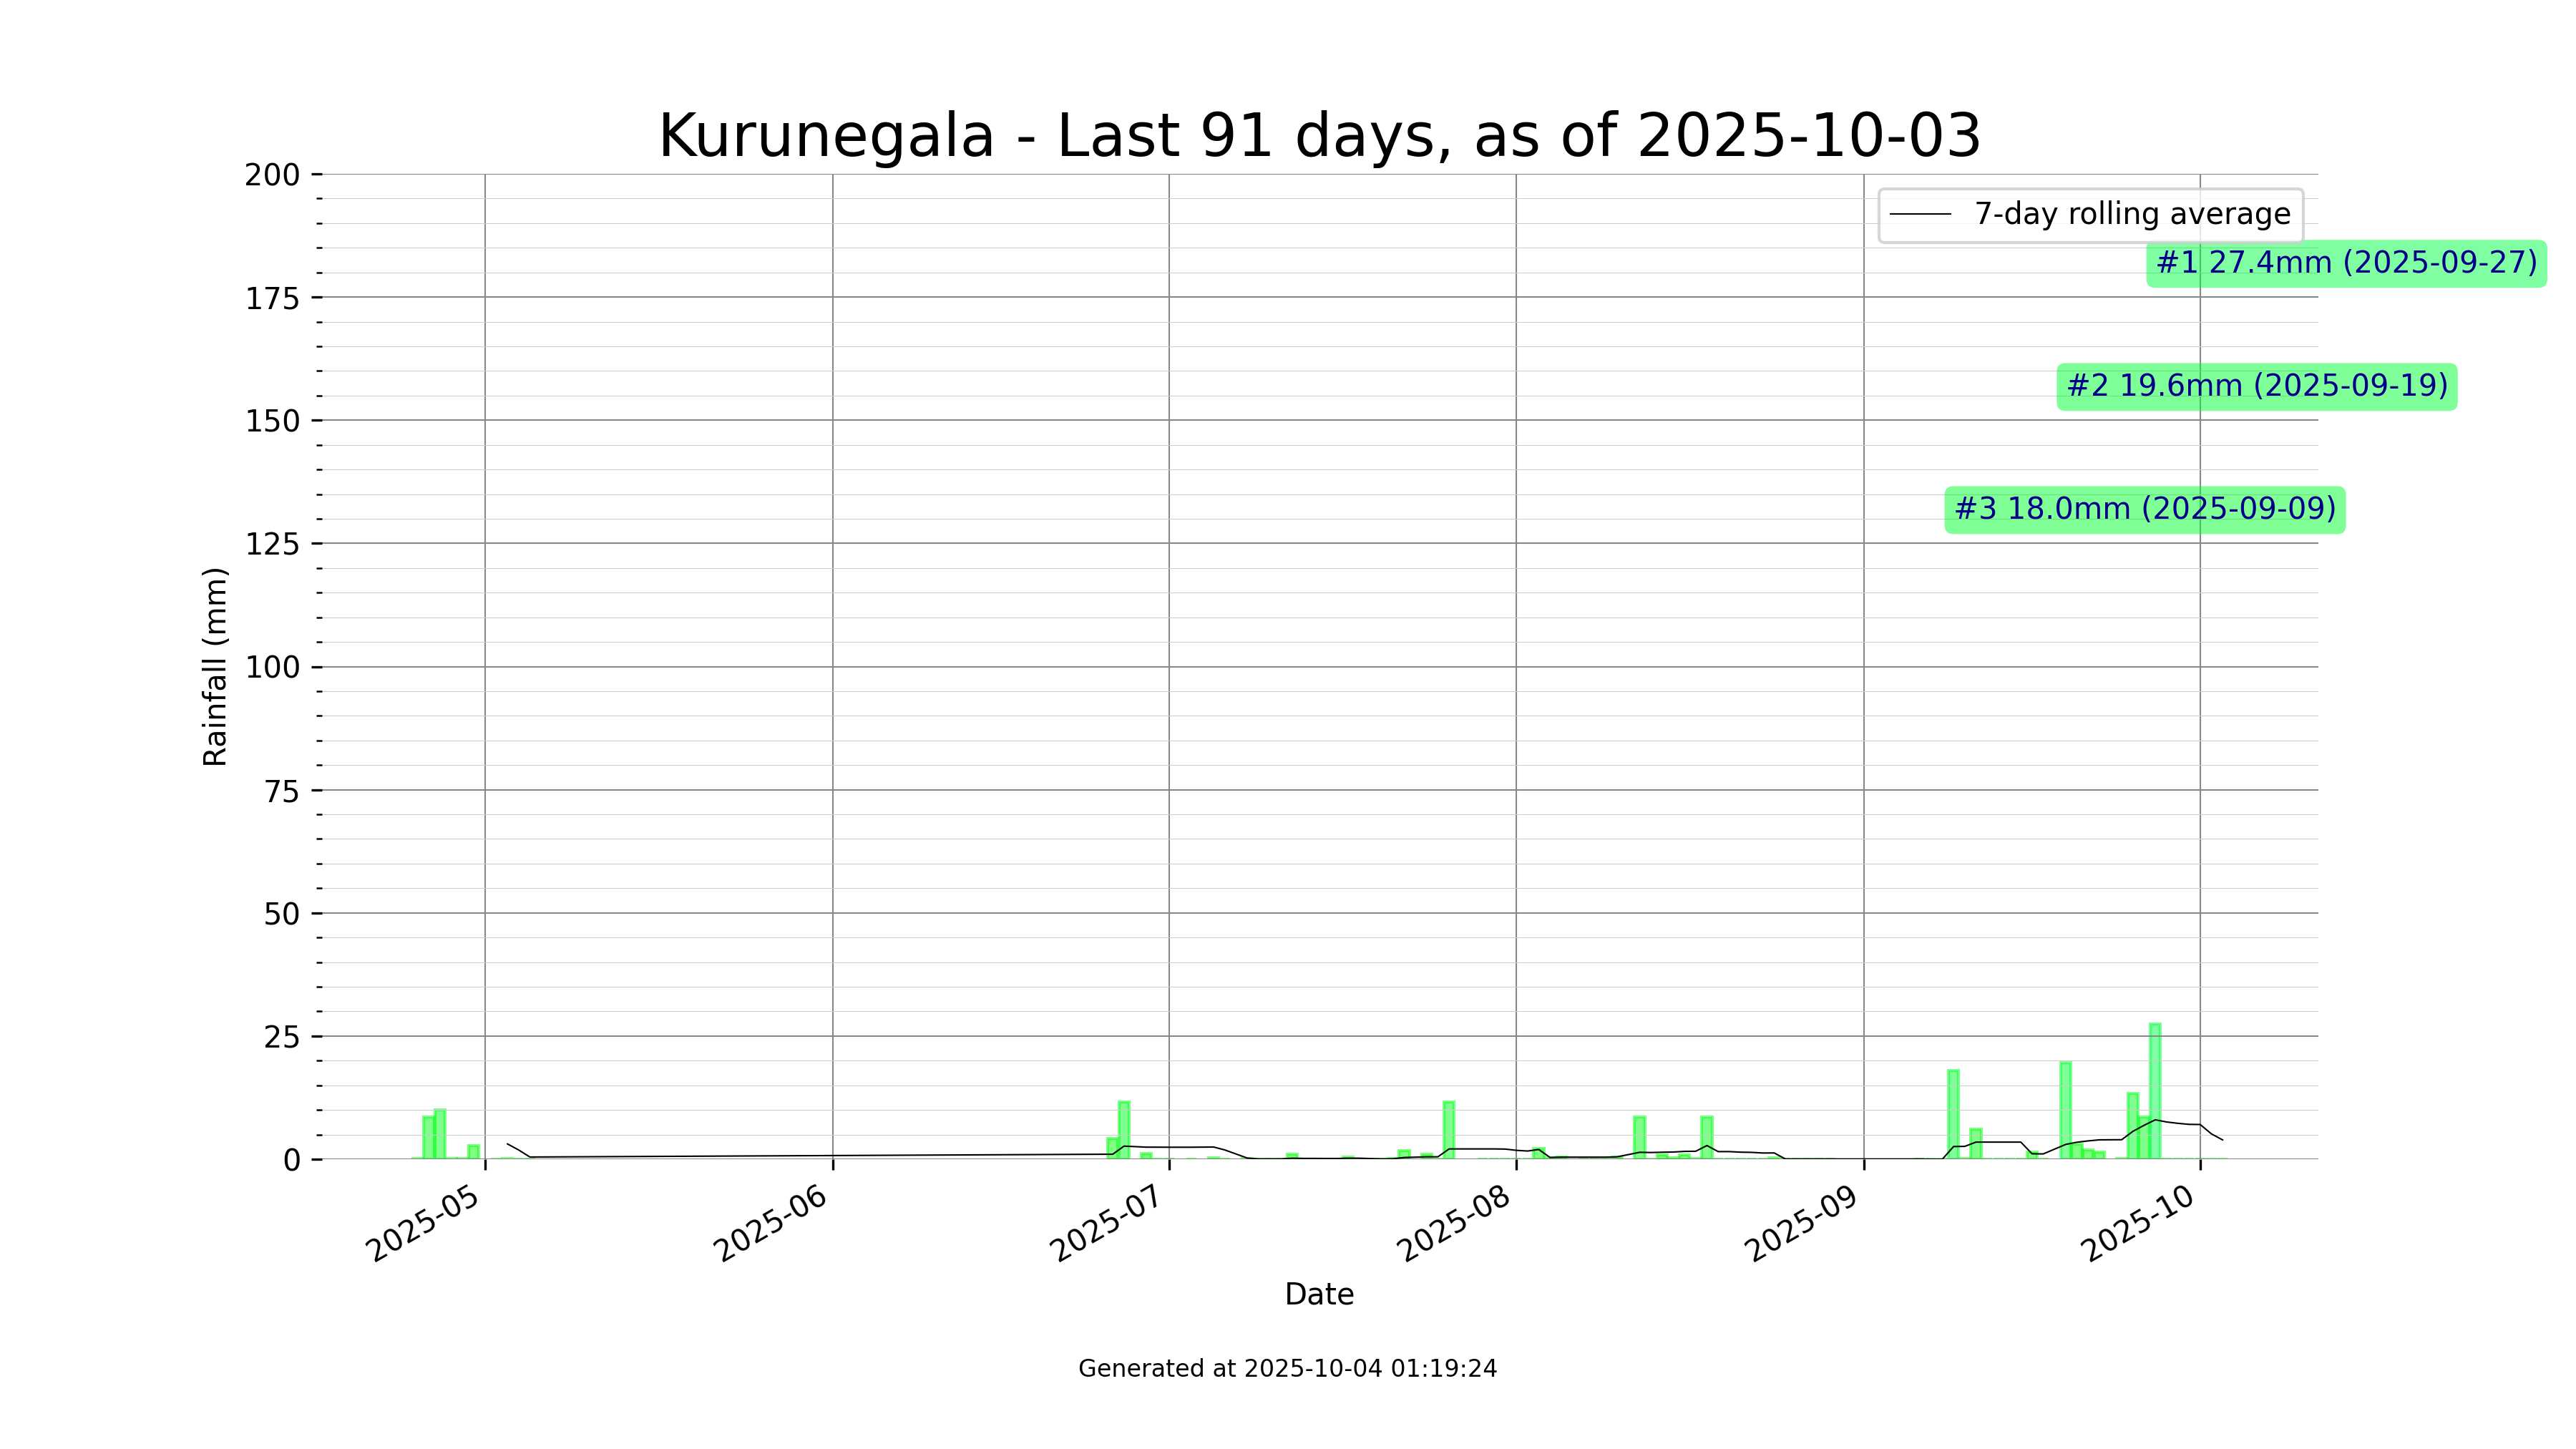 Kurunegala - Last 91 days, as of 2025-10-03
200
175
150
125
100
75
50
25
0
Rainfall (mm)
7-day rolling average
#1 27.4mm (2025-09-27)
#2 19.6mm (2025-09-19)
#3 18.0mm (2025-09-09)
2025-05
2025-06
2025-07
2025-08
2025-09
2025-10
Date
Generated at 2025-10-04 01:19:24